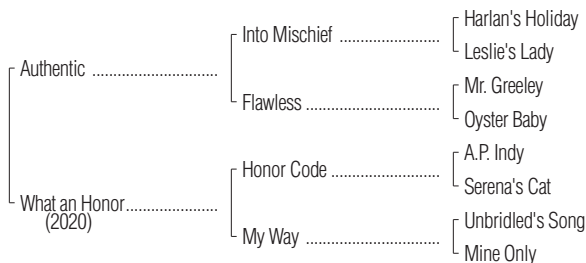 Harlan's Holiday
Into Mischief ........................
Leslie's Lady
Authentic ..............................
Mr. Greeley
Flawless ................................
Oyster Baby
A.P. Indy
Honor Code ..........................
Serena's Cat
What an Honor......................
(2020)
Unbridled's Song
My Way ................................
Mine Only